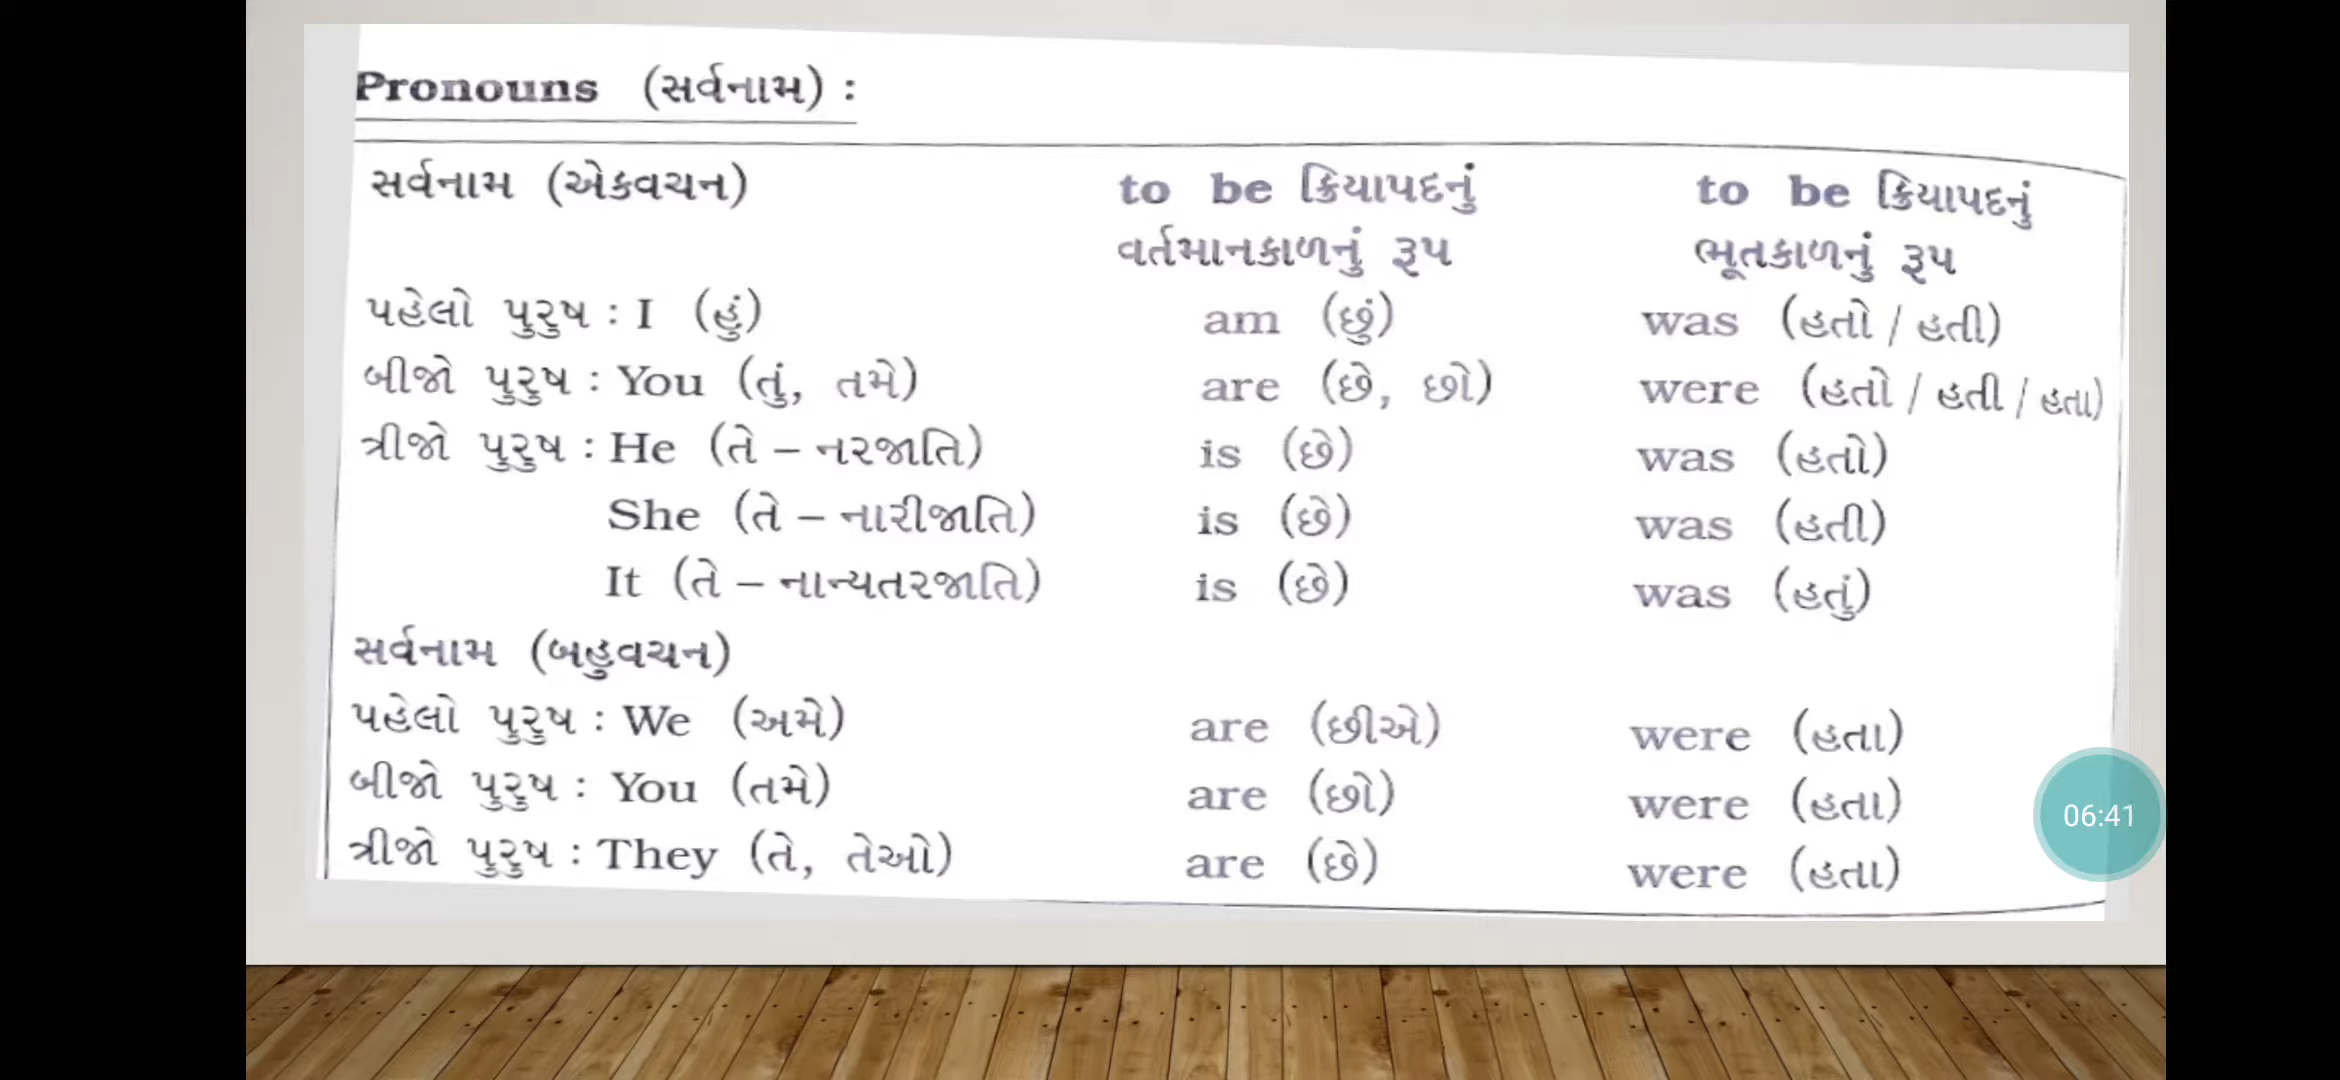 Pronouns (સર્વનામ) :
સર્વનામ (એકવચન) to be ક્રિયાપદનું to be ક્રિયાપદનું
વર્તમાનકાળનું રૂપ ભૂતકાળનું રૂપ
પહેલો પુરુષ : I (હું) am (છું) was (હતો / હતી)
બીજો પુરુષ : You (તું, તમે) are (છે, છો) were (હતો / હતી / હતા)
ત્રીજો પુરુષ : He (તે – નરજાતિ) is (છે) was (હતો)
She (તે – નારીજાતિ) is (છે) was (હતી)
It (તે – નાન્યતરજાતિ) is (છે) was (હતું)
સર્વનામ (બહુવચન)
પહેલો પુરુષ : We (અમે) are (છીએ) were (હતા)
બીજો પુરુષ : You (તમે) are (છો) were (હતા)
ત્રીજો પુરુષ : They (તે, તેઓ) are (છે) were (હતા)
06:41